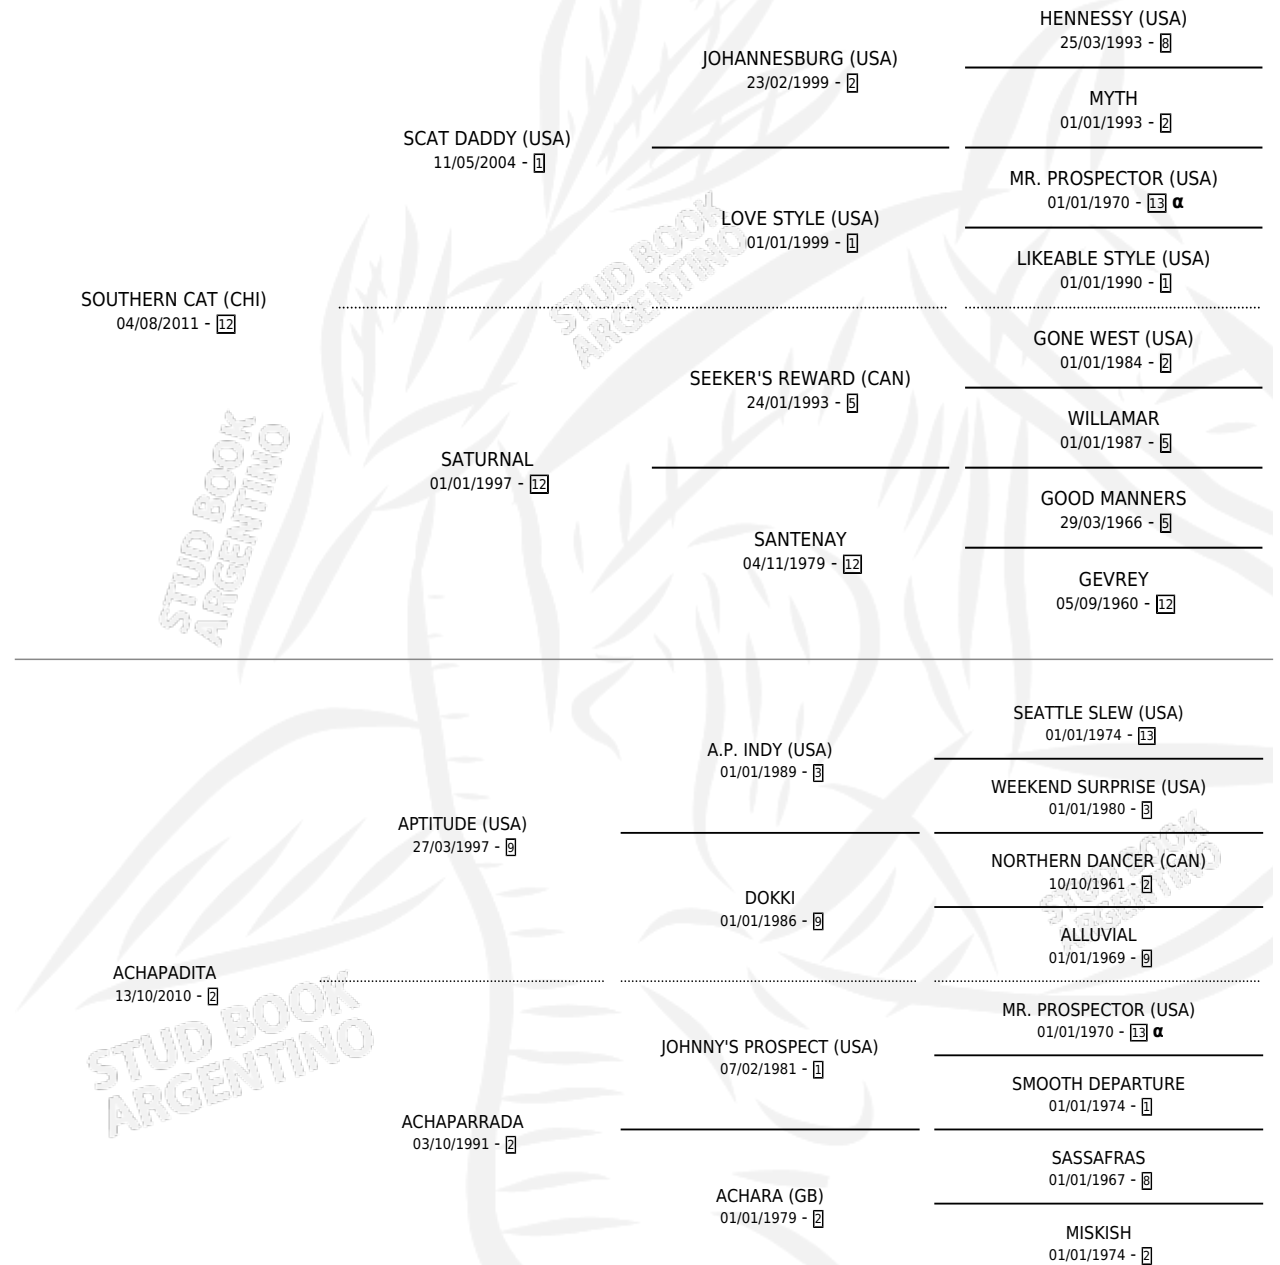 HENNESSY (USA)
25/03/1993 - 8
JOHANNESBURG (USA)
23/02/1999 - 2
MYTH
01/01/1993 - 2
SCAT DADDY (USA)
11/05/2004 - 1
MR. PROSPECTOR (USA)
01/01/1970 - 13 α
LOVE STYLE (USA)
01/01/1999 - 1
LIKEABLE STYLE (USA)
01/01/1990 - 1
SOUTHERN CAT (CHI)
04/08/2011 - 12
GONE WEST (USA)
01/01/1984 - 2
SEEKER'S REWARD (CAN)
24/01/1993 - 5
WILLAMAR
01/01/1987 - 5
SATURNAL
01/01/1997 - 12
GOOD MANNERS
29/03/1966 - 5
SANTENAY
04/11/1979 - 12
GEVREY
05/09/1960 - 12
SEATTLE SLEW (USA)
01/01/1974 - 13
A.P. INDY (USA)
01/01/1989 - 3
WEEKEND SURPRISE (USA)
01/01/1980 - 3
APTITUDE (USA)
27/03/1997 - 9
NORTHERN DANCER (CAN)
10/10/1961 - 2
DOKKI
01/01/1986 - 9
ALLUVIAL
01/01/1969 - 9
ACHAPADITA
13/10/2010 - 2
MR. PROSPECTOR (USA)
01/01/1970 - 13 α
JOHNNY'S PROSPECT (USA)
07/02/1981 - 1
SMOOTH DEPARTURE
01/01/1974 - 1
ACHAPARRADA
03/10/1991 - 2
SASSAFRAS
01/01/1967 - 8
ACHARA (GB)
01/01/1979 - 2
MISKISH
01/01/1974 - 2
STUD BOOK
ARGENTINO
STUD BOOK
ARGENTINO
STUD BOOK
ARGENTINO
STUD BOOK
ARGENTINO